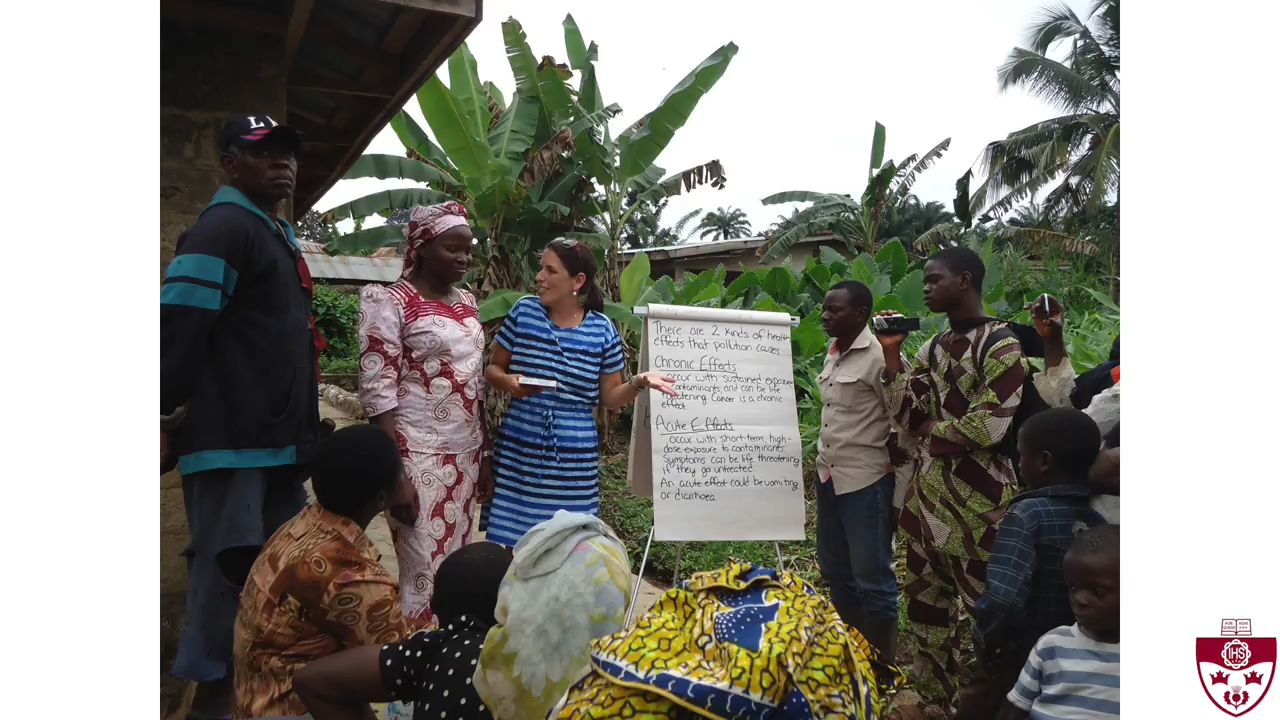 There are 2 kinds of health
effects that pollution causes
Chronic Effects
occur with sustained exposure
contaminants, and can be life
threatening. Cancer is a chronic
effect.
Acute Effects
occur with short-term, high-
dose exposure to contaminants.
Symptoms can be life threatening
if they go untreated.
An acute effect could be vomiting
or diarrhoea.
IHS